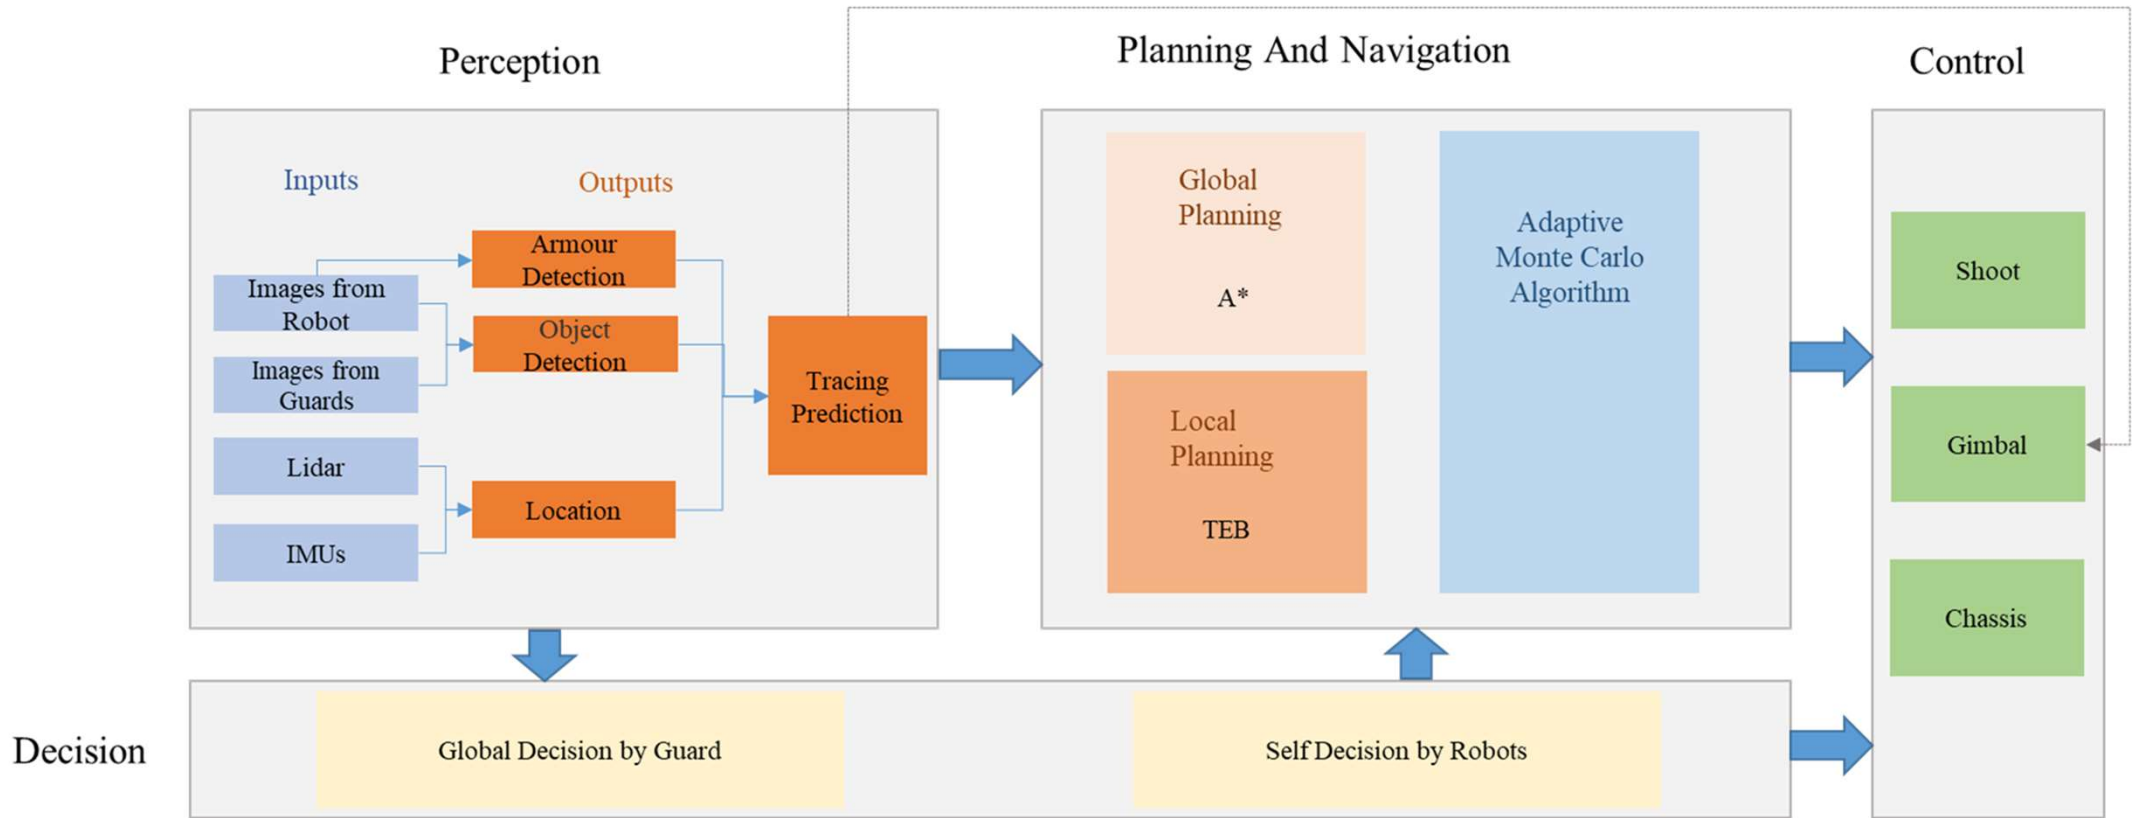 Perception
Planning And Navigation
Control
Inputs
Outputs
Images from
Robot
Images from
Guards
Lidar
IMUs
Armour
Detection
Object
Detection
Location
Tracing
Prediction
Global
Planning
A*
Local
Planning
TEB
Adaptive
Monte Carlo
Algorithm
Shoot
Gimbal
Chassis
Decision
Global Decision by Guard
Self Decision by Robots